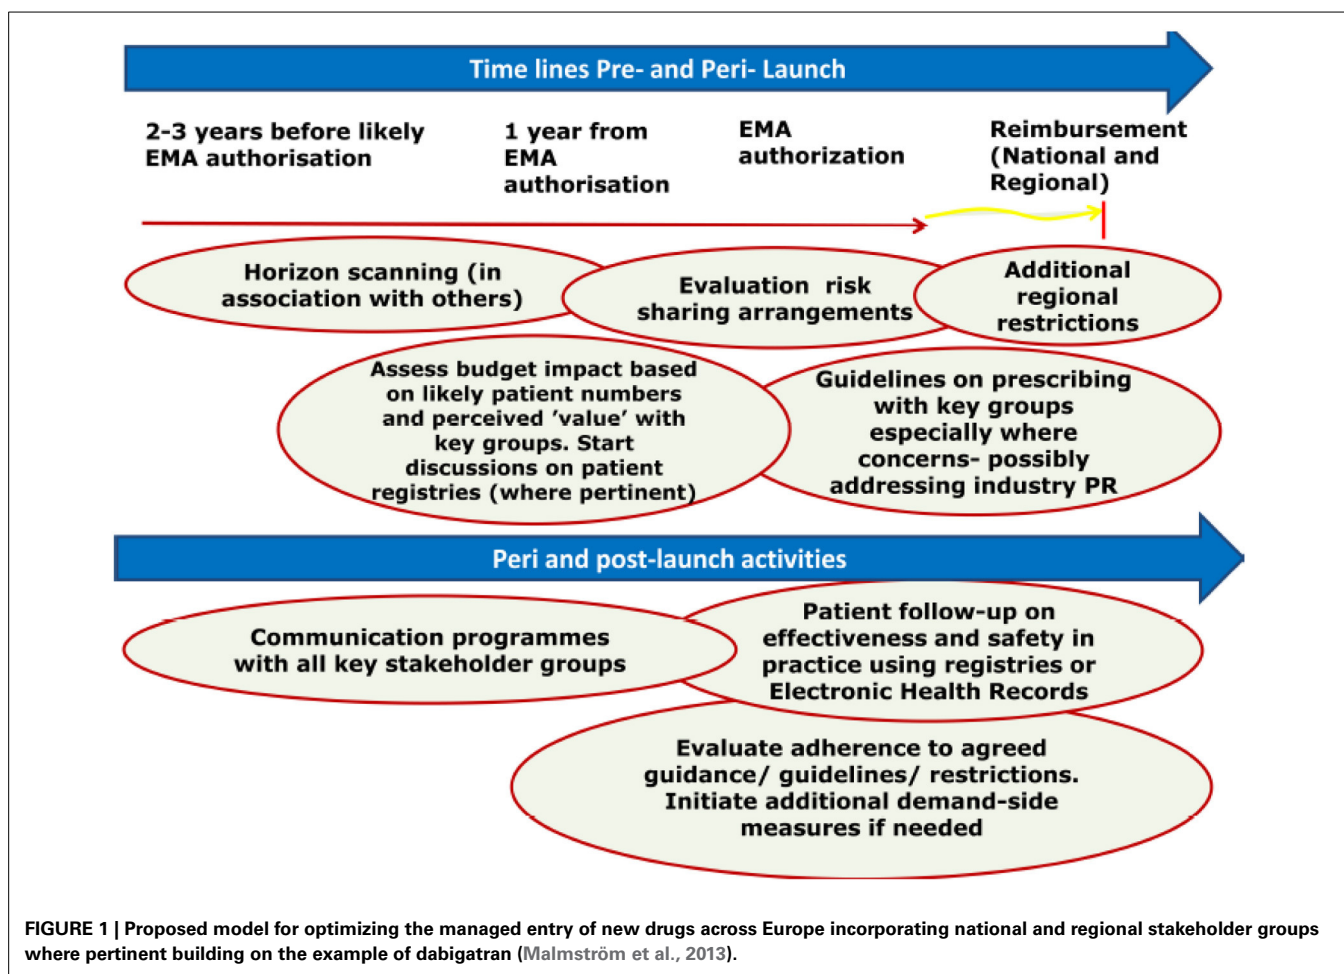 Time lines Pre- and Peri- Launch
2-3 years before likely
EMA authorisation
1 year from
EMA
authorisation
EMA
authorization
Reimbursement
(National and
Regional)
Horizon scanning (in
association with others)
Evaluation risk
sharing arrangements
Additional
regional
restrictions
Assess budget impact based
on likely patient numbers
and perceived ’value’ with
key groups. Start
discussions on patient
registries (where pertinent)
Guidelines on prescribing
with key groups
especially where
concerns- possibly
addressing industry PR
Peri and post-launch activities
Communication programmes
with all key stakeholder groups
Patient follow-up on
effectiveness and safety in
practice using registries or
Electronic Health Records
Evaluate adherence to agreed
guidance/ guidelines/ restrictions.
Initiate additional demand-side
measures if needed
FIGURE 1 | Proposed model for optimizing the managed entry of new drugs across Europe incorporating national and regional stakeholder groups
where pertinent building on the example of dabigatran (Malmström et al., 2013).